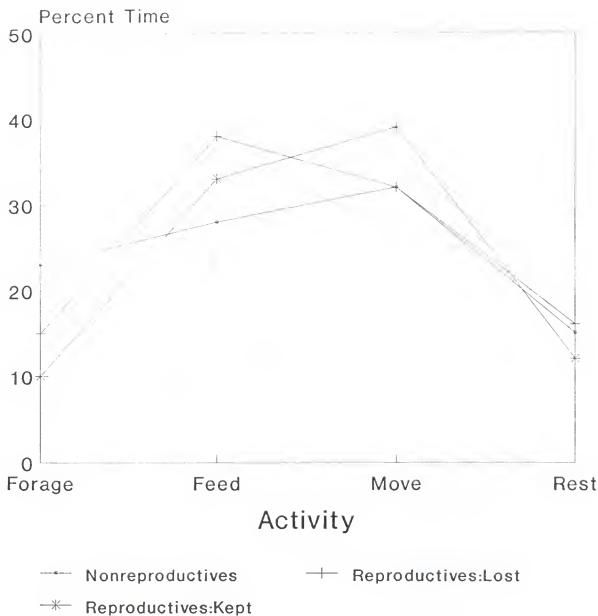 Percent Time
50
40
30
20
10
0
Forage Feed Move Rest
Activity
Nonreproductives Reproductives:Lost
Reproductives:Kept